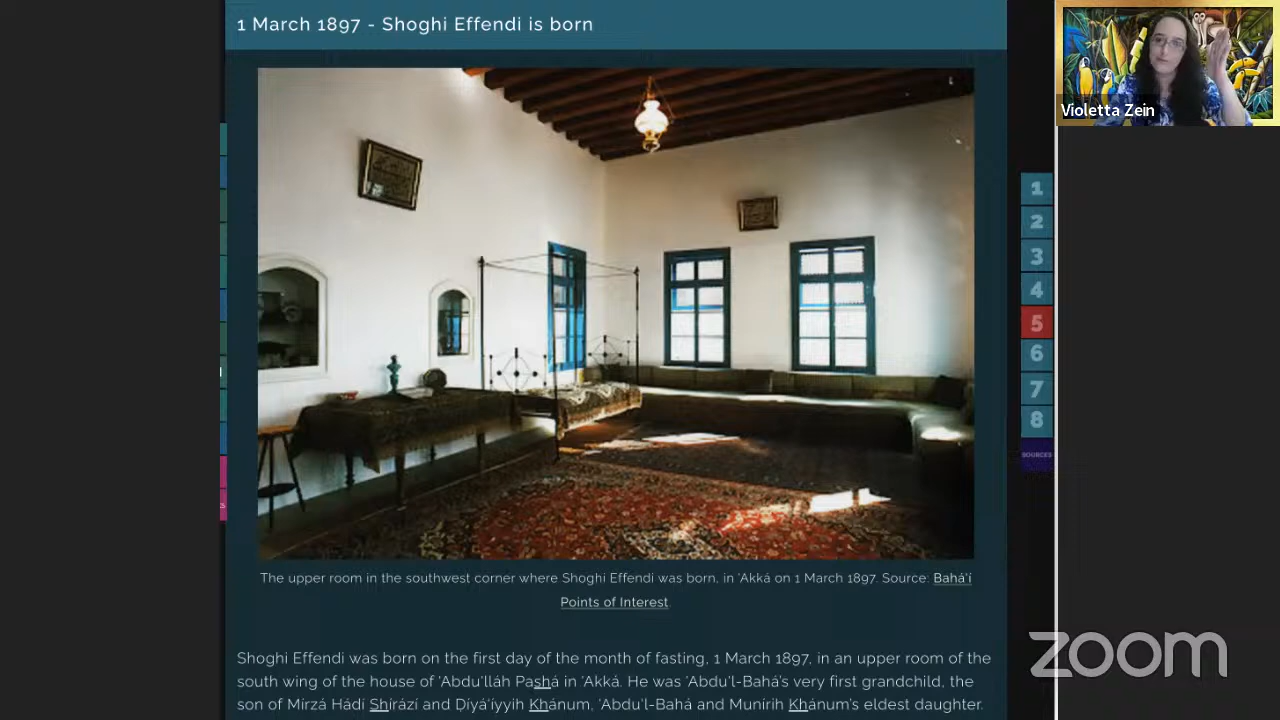 1 March 1897 - Shoghi Effendi is born
Violetta Zein
1
2
3
4
5
6
7
8
SOURCES
The upper room in the southwest corner where Shoghi Effendi was born, in ‘Akká on 1 March 1897. Source: Bahá’í
Points of Interest
Shoghi Effendi was born on the first day of the month of fasting, 1 March 1897, in an upper room of the
south wing of the house of ‘Abdu’lláh Pashá in ‘Akká. He was ‘Abdu’l-Bahá’s very first grandchild, the
son of Mírzá Hádí Shírází and Ḍíyá’íyyih Khánum, ‘Abdu’l-Bahá and Munírih Khánum’s eldest daughter.
zoom